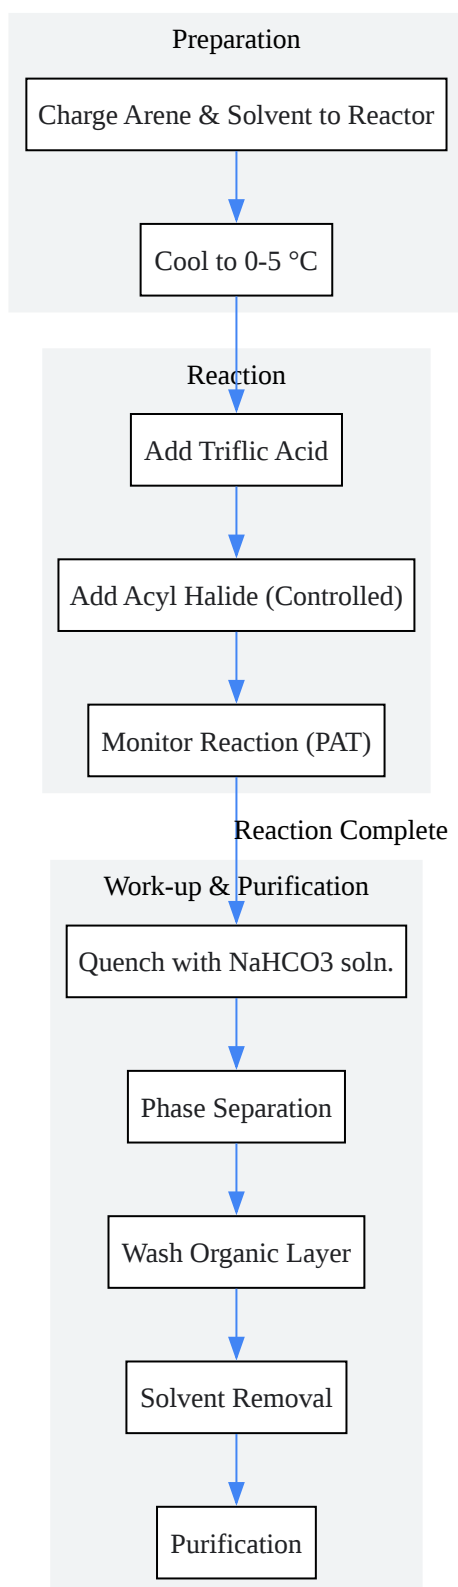 Preparation
Charge Arene & Solvent to Reactor
Cool to 0-5 °C
Reaction
Add Triflic Acid
Add Acyl Halide (Controlled)
Monitor Reaction (PAT)
Reaction Complete
Work-up & Purification
Quench with NaHCO3 soln.
Phase Separation
Wash Organic Layer
Solvent Removal
Purification